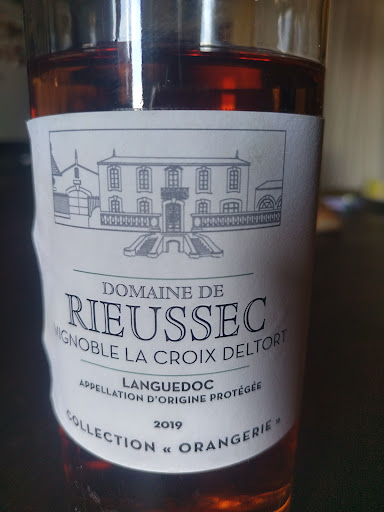 DOMAINE DE
RIEUSSEC
VIGNOBLE LA CROIX DELTORT
LANGUEDOC
APPELLATION D'ORIGINE PROTÉGÉE
2019
COLLECTION « ORANGERIE »